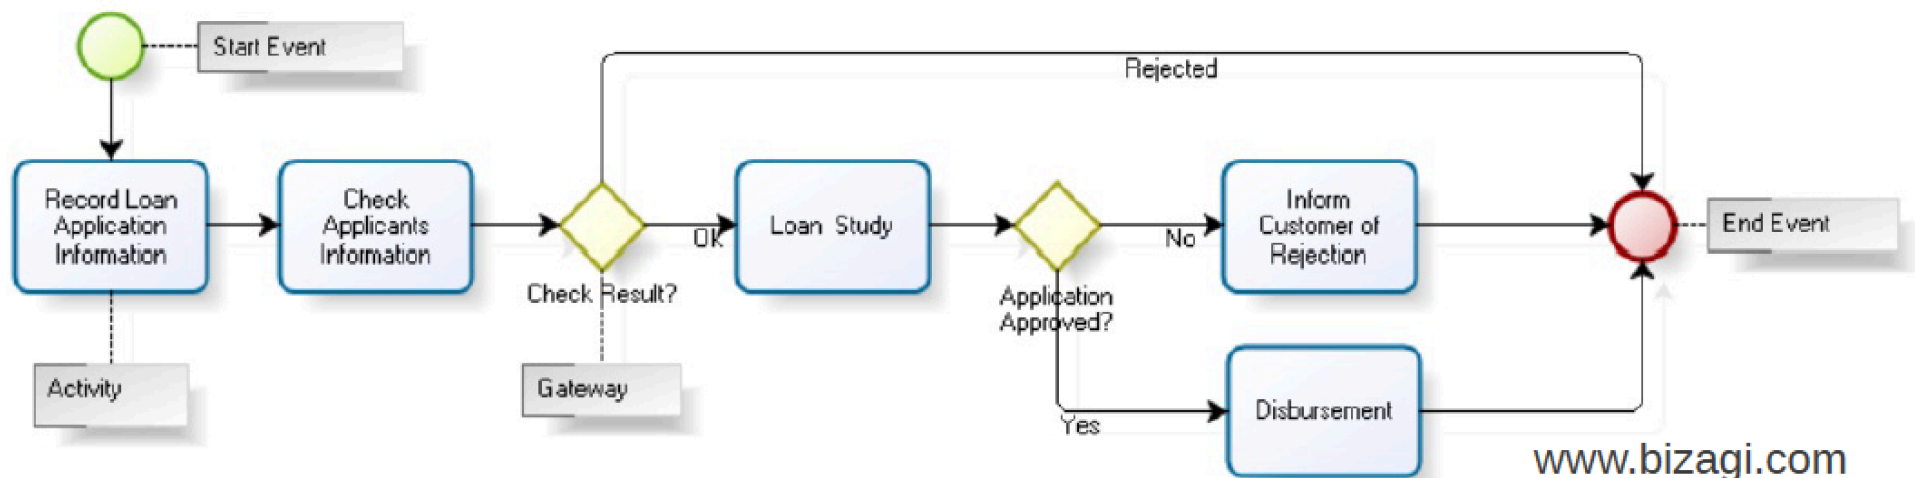 Start Event
Rejected
Record Loan
Application
Information
Check
Applicants
Information
Check Result?
Ok
Loan Study
Application
Approved?
No
Inform
Customer of
Rejection
End Event
Activity
Gateway
Yes
Disbursement
www.bizagi.com